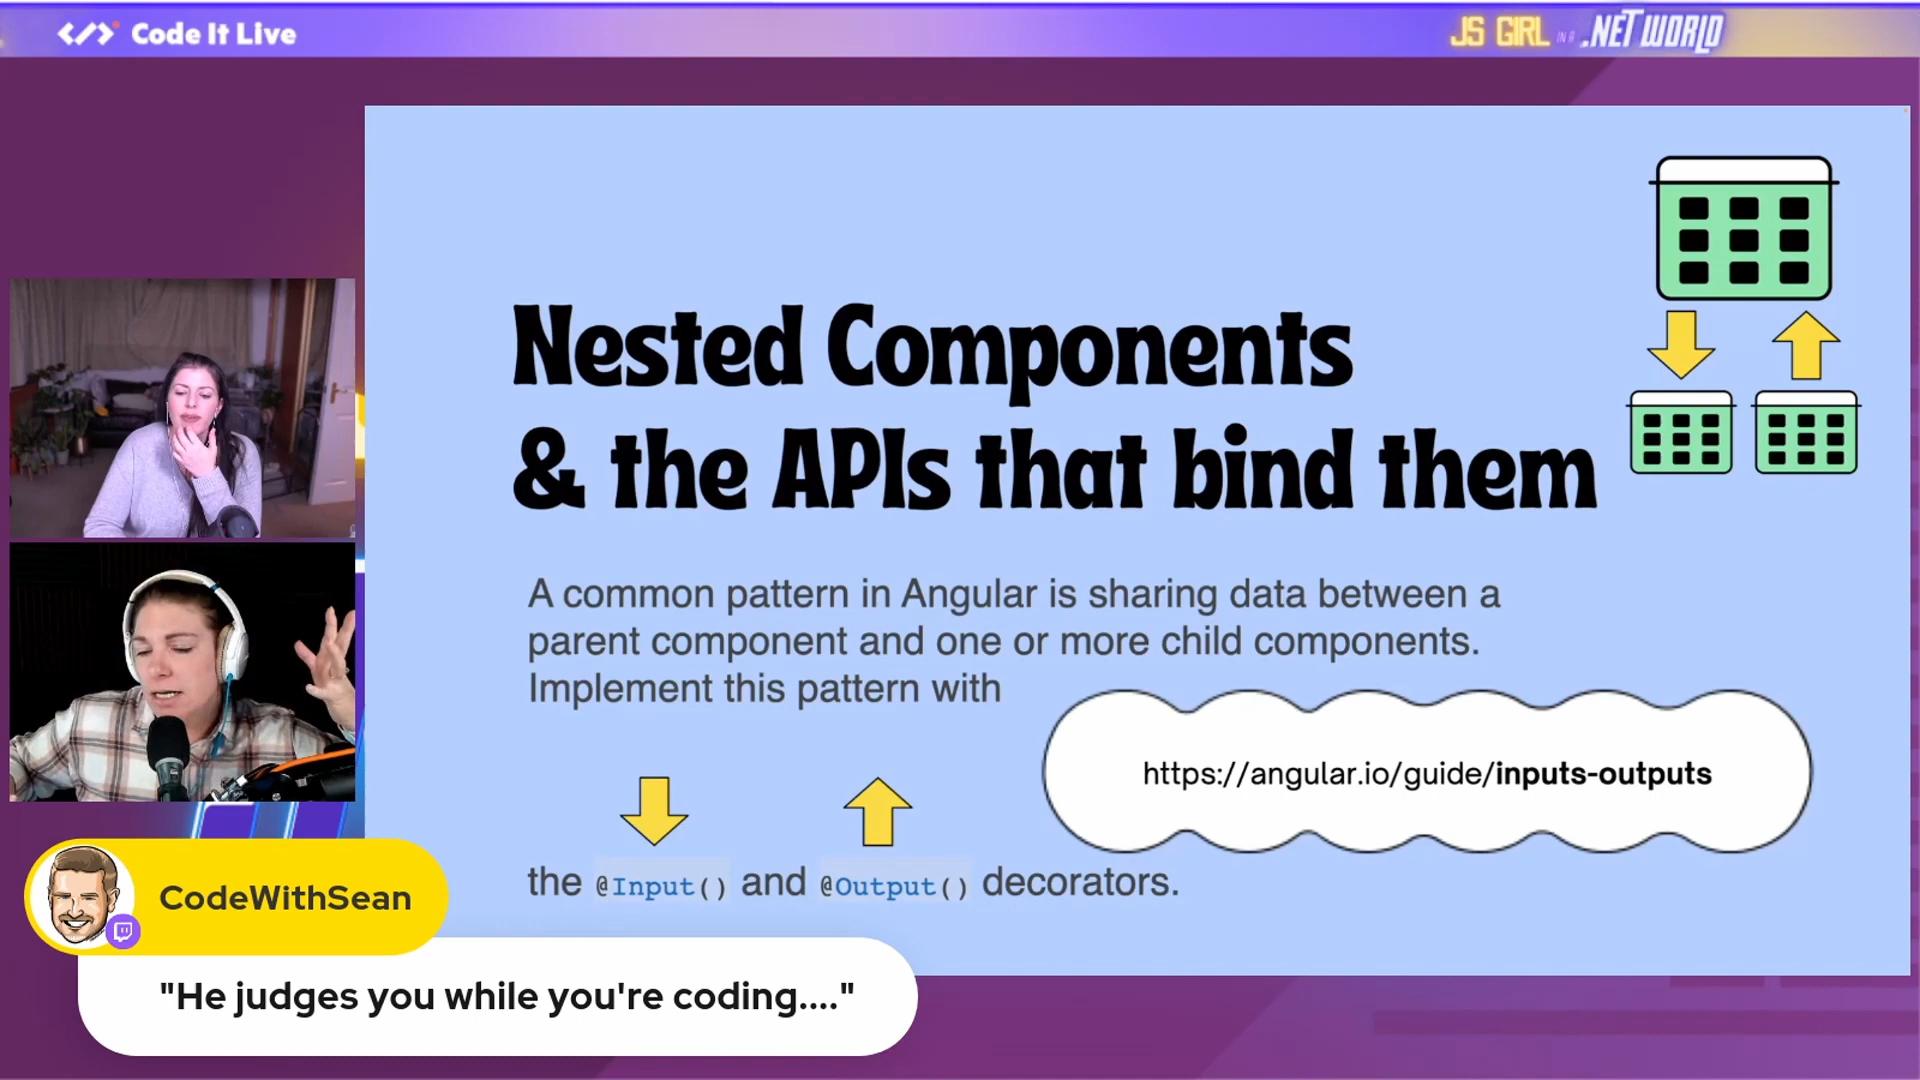 Code It Live
JS GIRL IN A .NET WORLD
Nested Components
& the APIs that bind them
A common pattern in Angular is sharing data between a
parent component and one or more child components.
Implement this pattern with
https://angular.io/guide/inputs-outputs
the @Input() and @Output() decorators.
CodeWithSean
"He judges you while you're coding...."